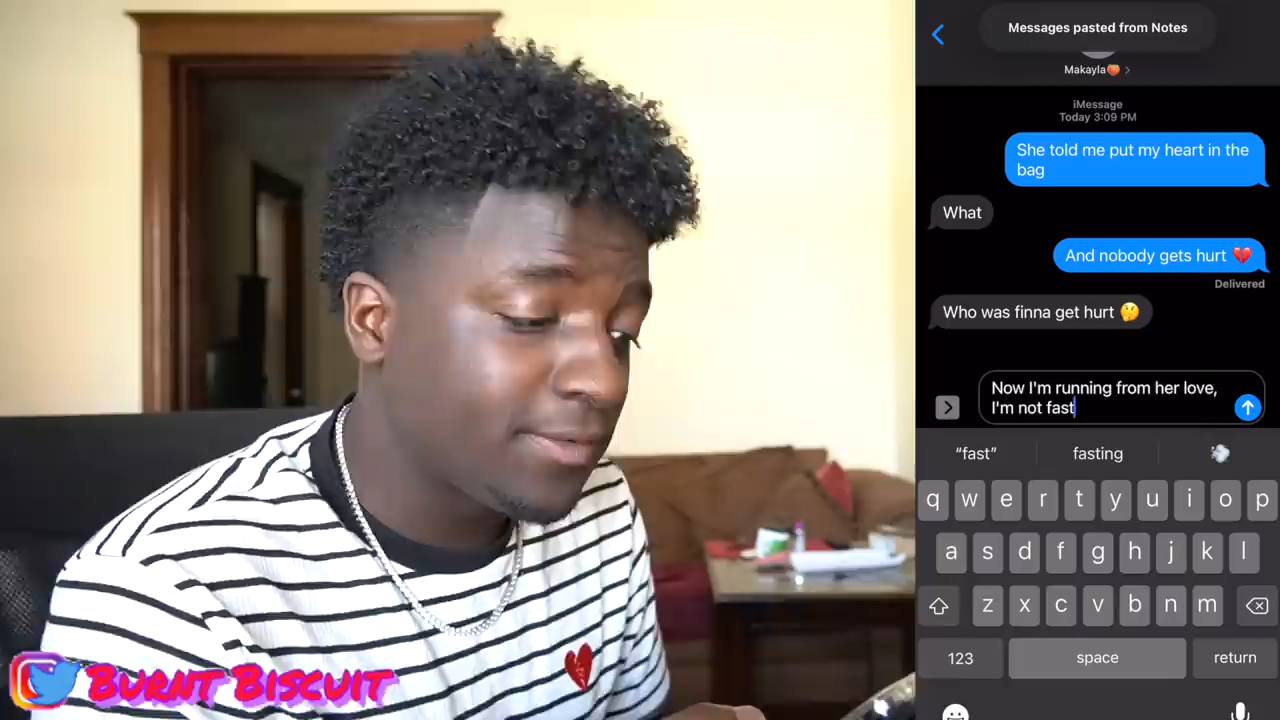 Messages pasted from Notes
Makayla🍑 >
iMessage
Today 3:09 PM
She told me put my heart in the
bag
What
And nobody gets hurt 💔
Delivered
Who was finna get hurt 🤔
Now I'm running from her love,
I'm not fast
“fast” fasting 💨
q w e r t y u i o p
a s d f g h j k l
z x c v b n m
123 space return
Burnt Biscuit